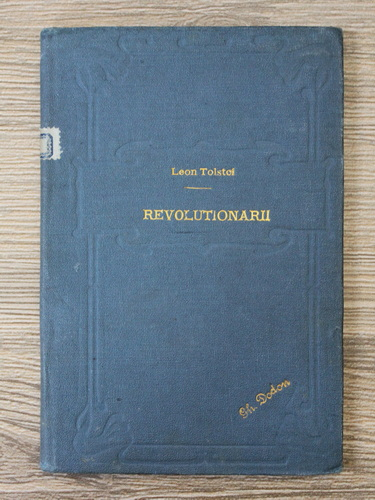 Leon Tolstoi
REVOLUTIONARII
Gh. Dodon